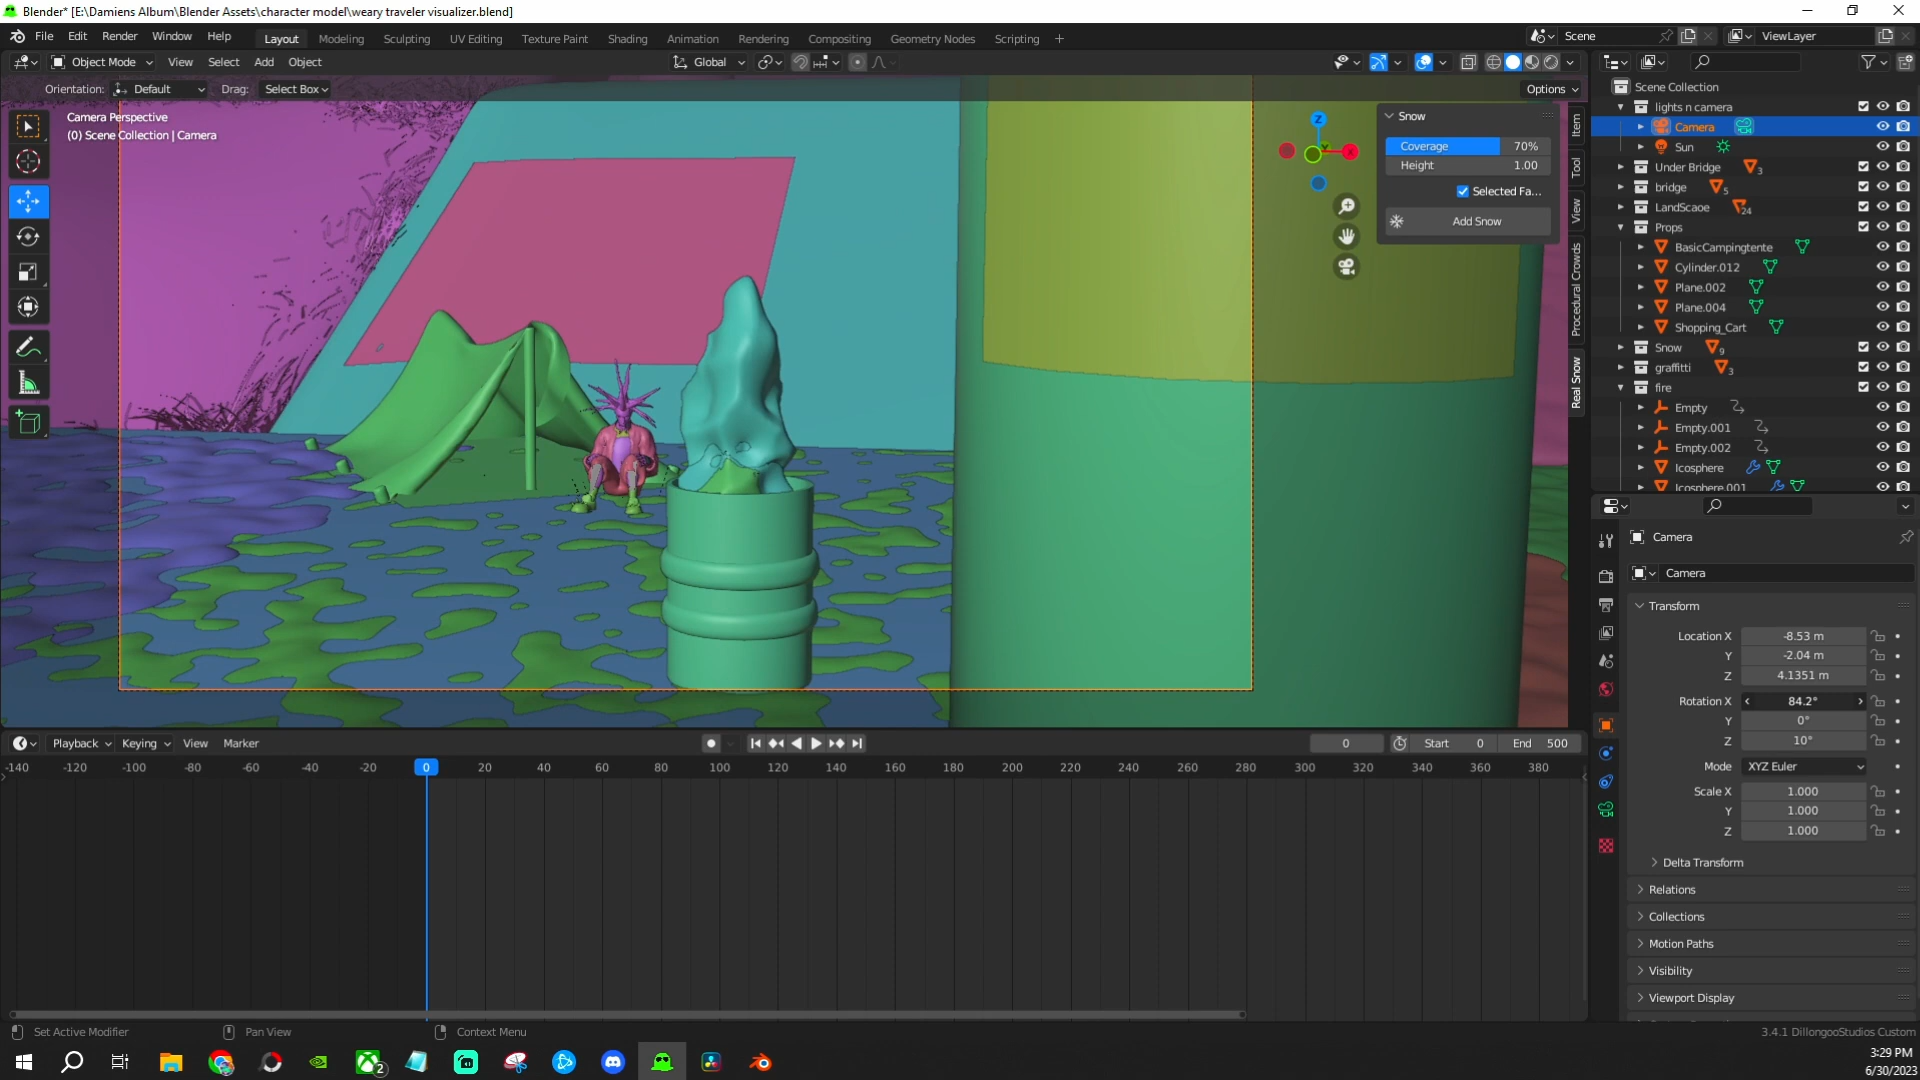 Blender* [E:\Damiens Album\Blender Assets\character model\weary traveler visualizer.blend]
File Edit Render Window Help Layout Modeling Sculpting UV Editing Texture Paint Shading Animation Rendering Compositing Geometry Nodes Scripting + Scene ViewLayer
Object Mode View Select Add Object Global
Orientation: Default Drag: Select Box Options
Camera Perspective
(0) Scene Collection | Camera
Z
Y
X
Snow
Coverage 70%
Height 1.00
Selected Fa...
Add Snow
Item
Tool
View
Procedural Crowds
Real Snow
Scene Collection
lights n camera
Camera
Sun
Under Bridge 3
bridge 5
LandScaoe 24
Props
BasicCampingtente
Cylinder.012
Plane.002
Plane.004
Shopping_Cart
Snow 9
graffitti 3
fire
Empty
Empty.001
Empty.002
Icosphere
Icosphere.001
Camera
Camera
Transform
Location X -8.53 m
Y -2.04 m
Z 4.1351 m
Rotation X 84.2°
Y 0°
Z 10°
Mode XYZ Euler
Scale X 1.000
Y 1.000
Z 1.000
Delta Transform
Relations
Collections
Motion Paths
Visibility
Viewport Display
Playback Keying View Marker 0 Start 0 End 500
-140 -120 -100 -80 -60 -40 -20 0 20 40 60 80 100 120 140 160 180 200 220 240 260 280 300 320 340 360 380
Set Active Modifier Pan View Context Menu 3.4.1 DillongooStudios Custom
2
3:29 PM
6/30/2023